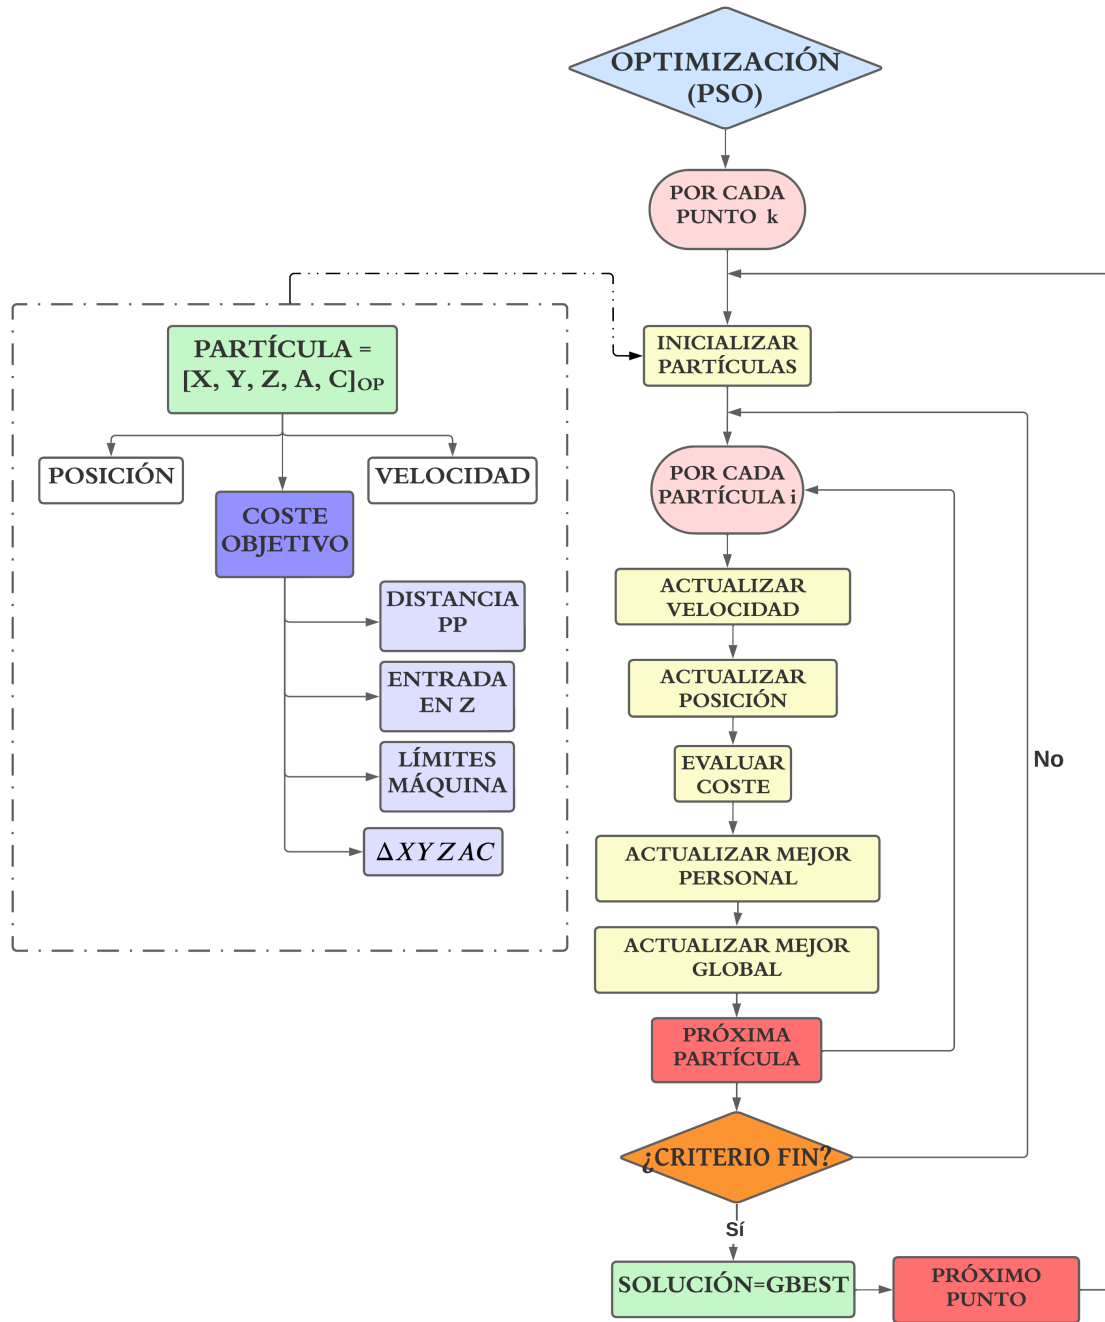 OPTIMIZACIÓN
(PSO)
POR CADA
PUNTO k
PARTÍCULA =
[X, Y, Z, A, C]OP
POSICIÓN
VELOCIDAD
COSTE
OBJETIVO
DISTANCIA
PP
ENTRADA
EN Z
LÍMITES
MÁQUINA
ΔXYZAC
INICIALIZAR
PARTÍCULAS
POR CADA
PARTÍCULA i
ACTUALIZAR
VELOCIDAD
ACTUALIZAR
POSICIÓN
EVALUAR
COSTE
ACTUALIZAR MEJOR
PERSONAL
ACTUALIZAR MEJOR
GLOBAL
PRÓXIMA
PARTÍCULA
¿CRITERIO FIN?
No
Sí
SOLUCIÓN=GBEST
PRÓXIMO
PUNTO